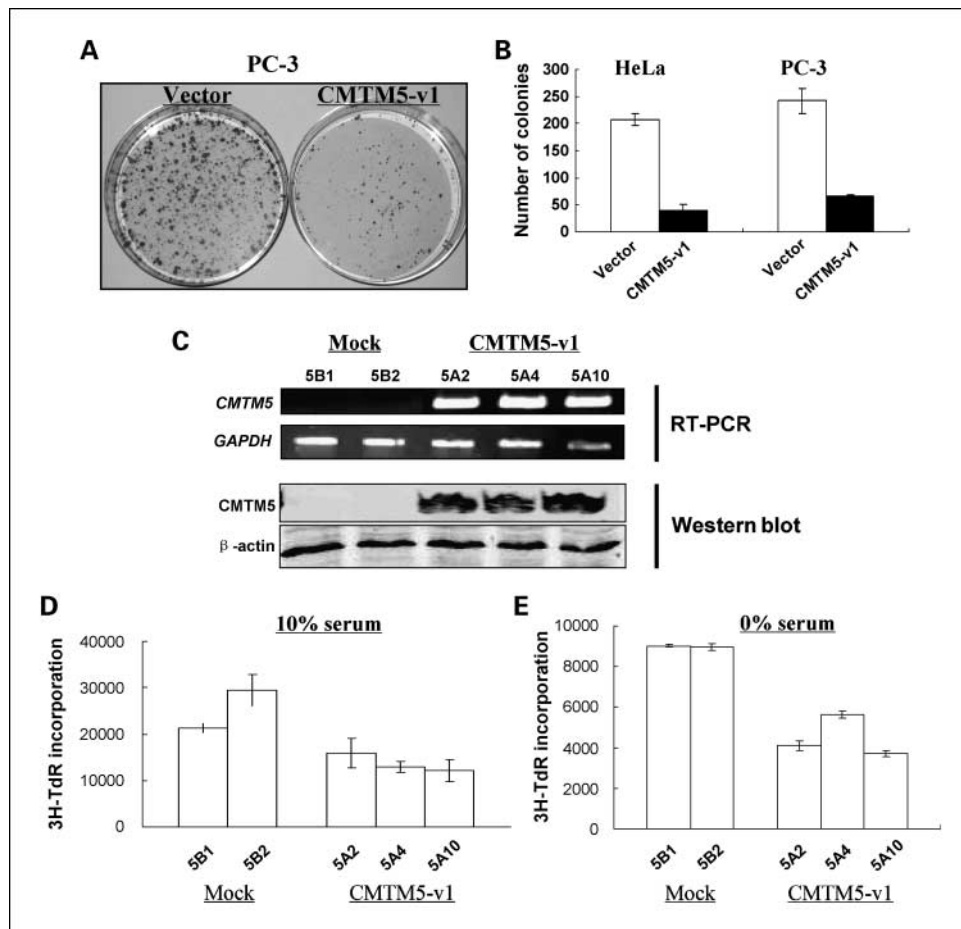 A
PC-3
Vector CMTM5-v1
B
HeLa PC-3
Number of colonies
300
250
200
150
100
50
0
Vector
CMTM5-v1
Vector
CMTM5-v1
C
Mock CMTM5-v1
5B1 5B2 5A2 5A4 5A10
CMTM5
GAPDH
RT-PCR
CMTM5
β-actin
Western blot
D
10% serum
3H-TdR incorporation
40000
30000
20000
10000
0
5B1 5B2 5A2 5A4 5A10
Mock CMTM5-v1
E
0% serum
3H-TdR incorporation
10000
8000
6000
4000
2000
0
5B1 5B2 5A2 5A4 5A10
Mock CMTM5-v1